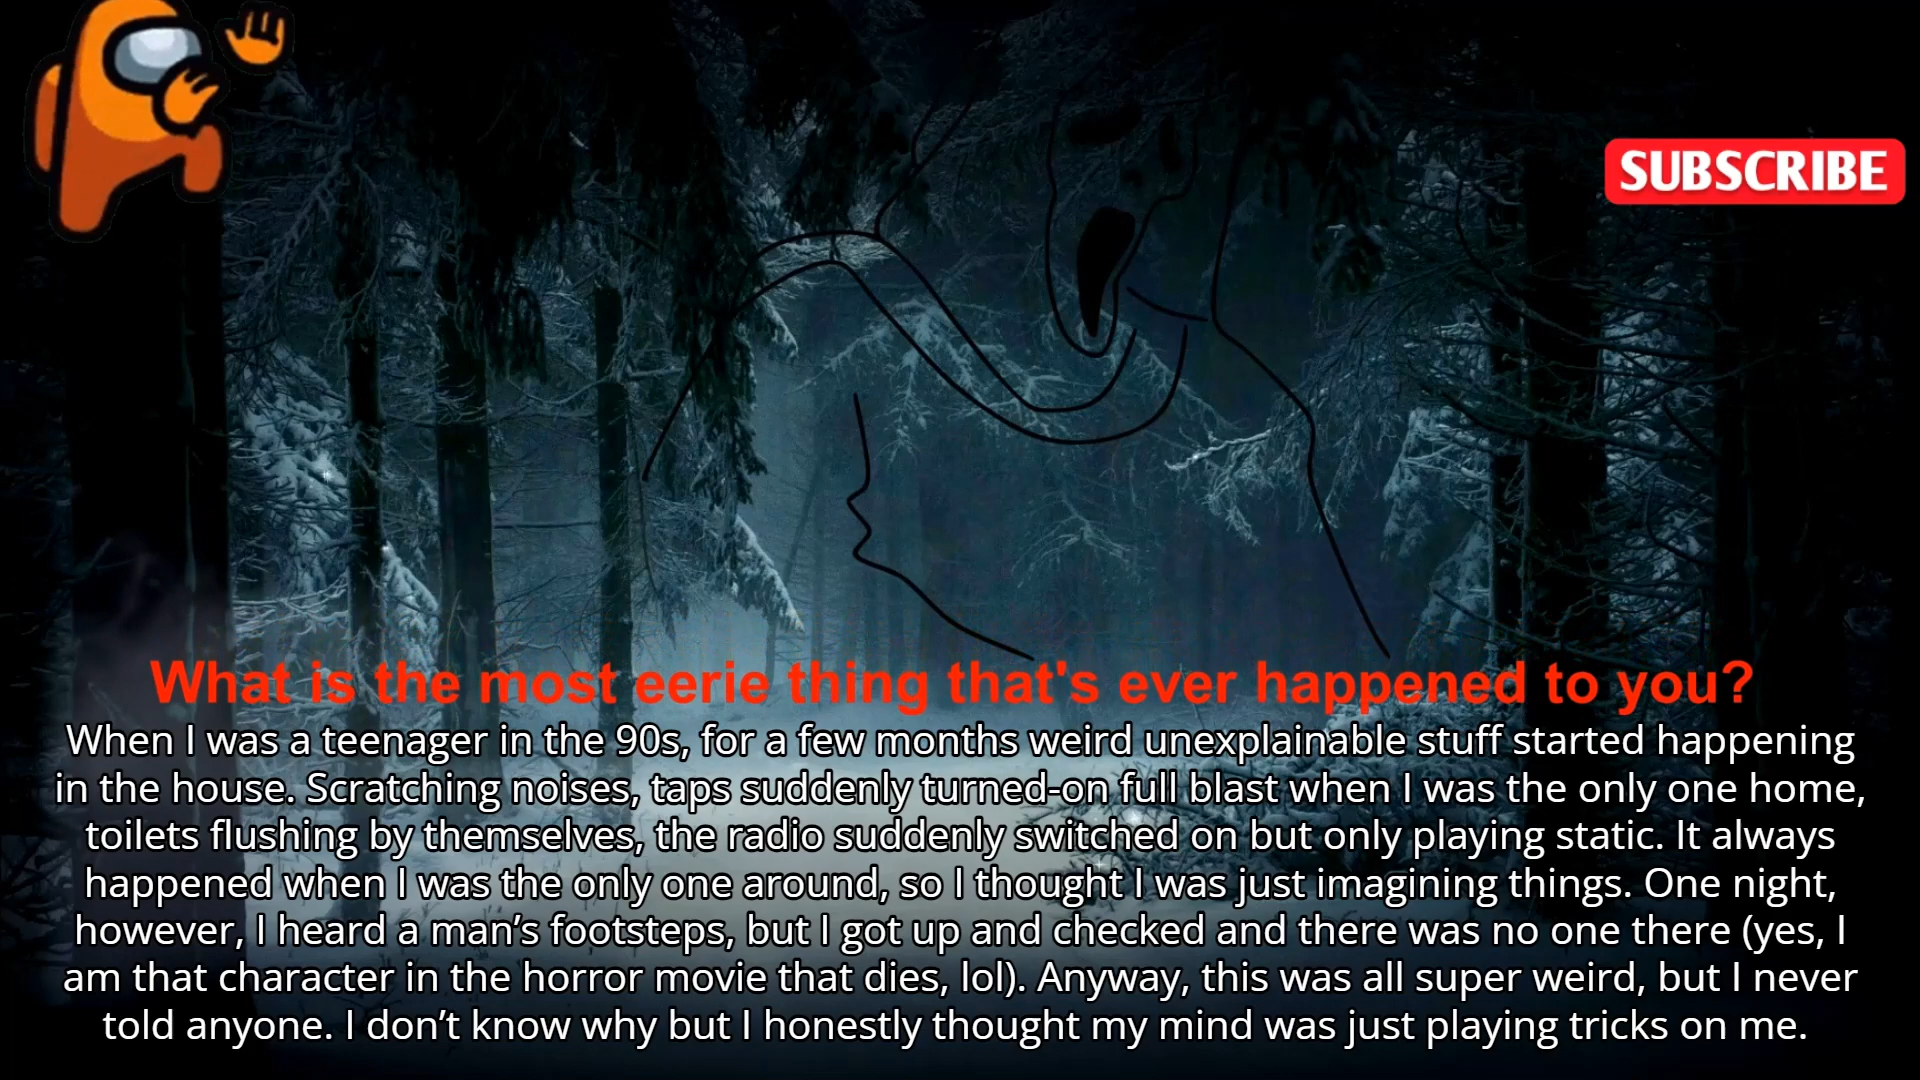 SUBSCRIBE
What is the most eerie thing that's ever happened to you?
When I was a teenager in the 90s, for a few months weird unexplainable stuff started happening
in the house. Scratching noises, taps suddenly turned-on full blast when I was the only one home,
toilets flushing by themselves, the radio suddenly switched on but only playing static. It always
happened when I was the only one around, so I thought I was just imagining things. One night,
however, I heard a man’s footsteps, but I got up and checked and there was no one there (yes, I
am that character in the horror movie that dies, lol). Anyway, this was all super weird, but I never
told anyone. I don’t know why but I honestly thought my mind was just playing tricks on me.